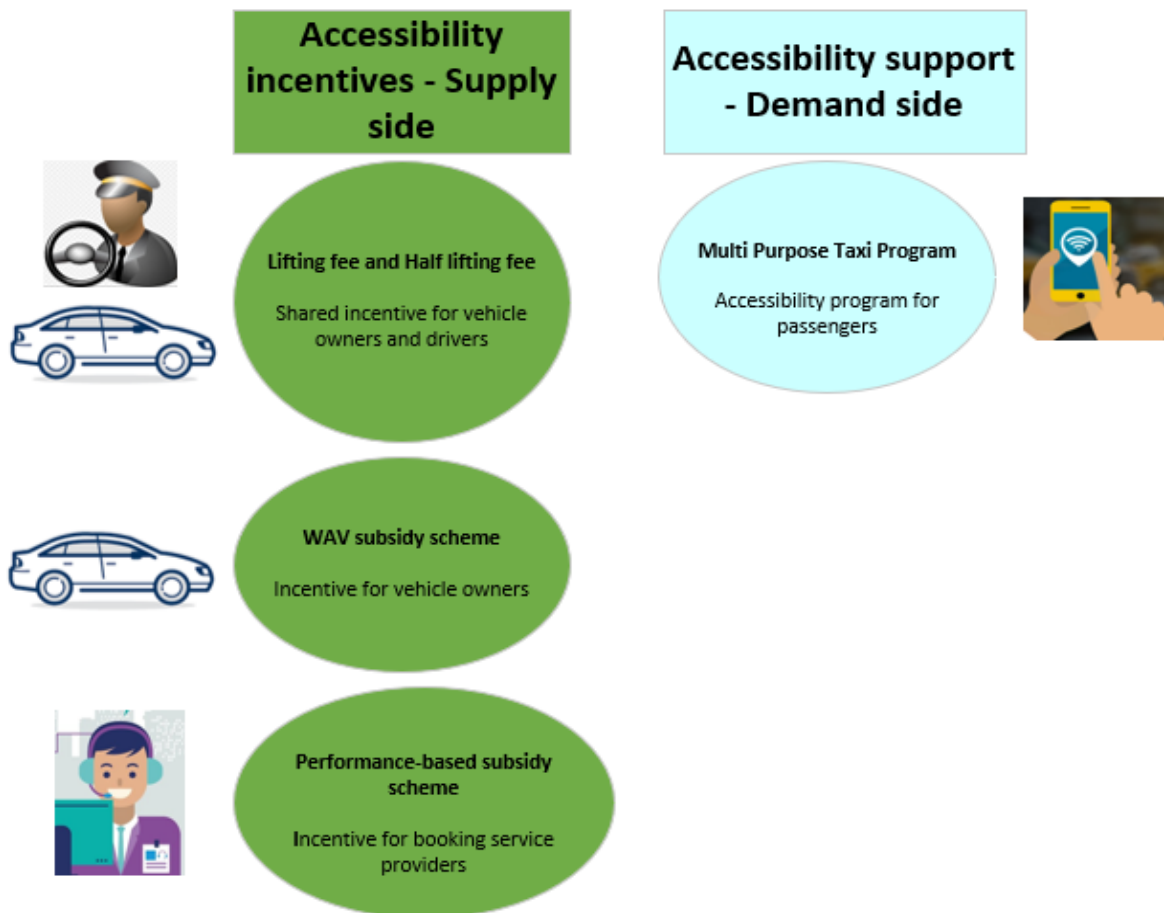 Accessibility
incentives - Supply
side
Lifting fee and Half lifting fee
Shared incentive for vehicle
owners and drivers
WAV subsidy scheme
Incentive for vehicle owners
Performance-based subsidy
scheme
Incentive for booking service
providers
Accessibility support
- Demand side
Multi Purpose Taxi Program
Accessibility program for
passengers